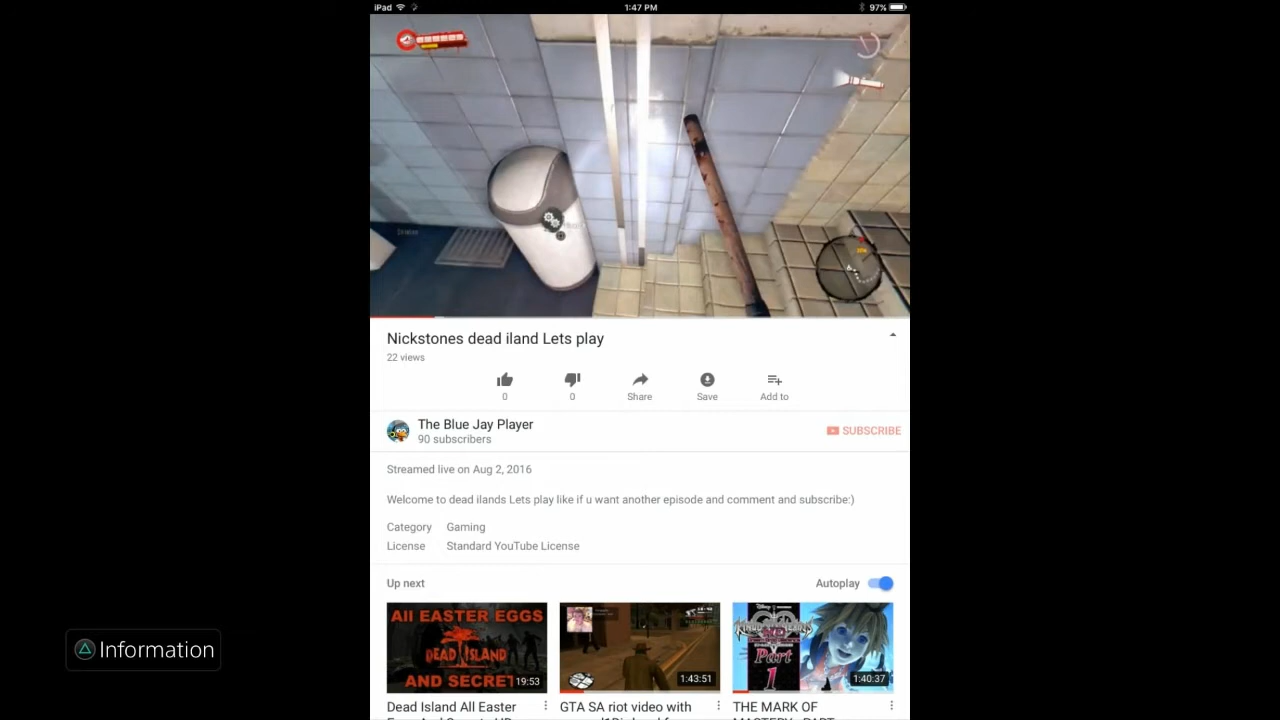 iPad 1:47 PM 97%
Nickstones dead iland Lets play
22 views
0 0 Share Save Add to
The Blue Jay Player
90 subscribers
SUBSCRIBE
Streamed live on Aug 2, 2016
Welcome to dead ilands Lets play like if u want another episode and comment and subscribe:)
Category Gaming
License Standard YouTube License
Up next Autoplay
All EASTER EGGS
DEAD ISLAND
AND SECRET
19:53
1:43:51
Disney
KINGDOM HEARTS
Part
1
1:40:37
Dead Island All Easter
GTA SA riot video with
THE MARK OF
Information